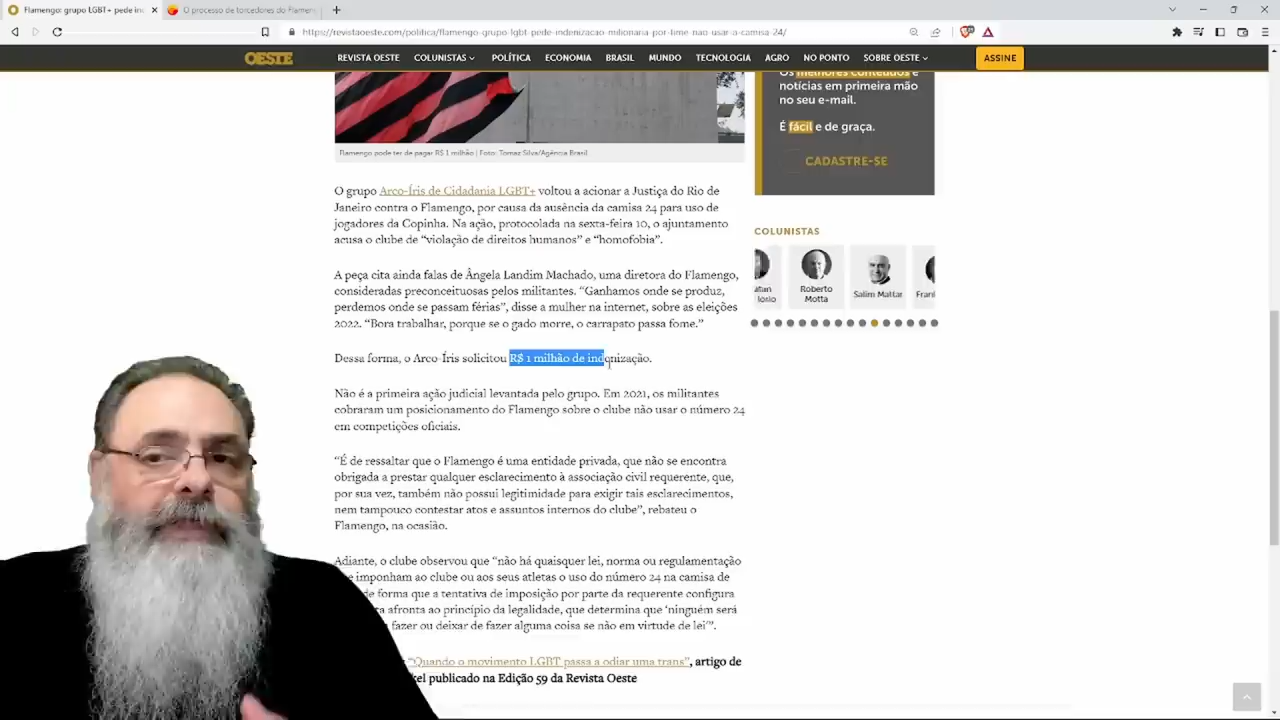 Flamengo: grupo LGBT+ pede ind
O processo de torcedores do Flamen
https://revistaoeste.com/politica/flamengo-grupo-lgbt-pede-indenizacao-milionaria-por-time-nao-usar-a-camisa-24/
OESTE
REVISTA OESTE
COLUNISTAS
POLÍTICA
ECONOMIA
BRASIL
MUNDO
TECNOLOGIA
AGRO
NO PONTO
SOBRE OESTE
ASSINE
Os melhores conteúdos e
notícias em primeira mão
no seu e-mail.
É fácil e de graça.
CADASTRE-SE
Flamengo pode ter de pagar R$ 1 milhão | Foto: Tomaz Silva/Agência Brasil
O grupo Arco-Íris de Cidadania LGBT+ voltou a acionar a Justiça do Rio de
Janeiro contra o Flamengo, por causa da ausência da camisa 24 para uso de
jogadores da Copinha. Na ação, protocolada na sexta-feira 10, o ajuntamento
acusa o clube de “violação de direitos humanos” e “homofobia”.
A peça cita ainda falas de Ângela Landim Machado, uma diretora do Flamengo,
consideradas preconceituosas pelos militantes. “Ganhamos onde se produz,
perdemos onde se passam férias”, disse a mulher na internet, sobre as eleições
2022. “Bora trabalhar, porque se o gado morre, o carrapato passa fome.”
Dessa forma, o Arco-Íris solicitou R$ 1 milhão de indenização.
Não é a primeira ação judicial levantada pelo grupo. Em 2021, os militantes
cobraram um posicionamento do Flamengo sobre o clube não usar o número 24
em competições oficiais.
“É de ressaltar que o Flamengo é uma entidade privada, que não se encontra
obrigada a prestar qualquer esclarecimento à associação civil requerente, que,
por sua vez, também não possui legitimidade para exigir tais esclarecimentos,
nem tampouco contestar atos e assuntos internos do clube”, rebateu o
Flamengo, na ocasião.
Adiante, o clube observou que “não há quaisquer lei, norma ou regulamentação
e imponham ao clube ou aos seus atletas o uso do número 24 na camisa de
de forma que a tentativa de imposição por parte da requerente configura
ra afronta ao princípio da legalidade, que determina que ‘ninguém será
fazer ou deixar de fazer alguma coisa se não em virtude de lei’”.
“Quando o movimento LGBT passa a odiar uma trans”, artigo de
kel publicado na Edição 59 da Revista Oeste
COLUNISTAS
Roberto
Motta
Salim Mattar
Franl